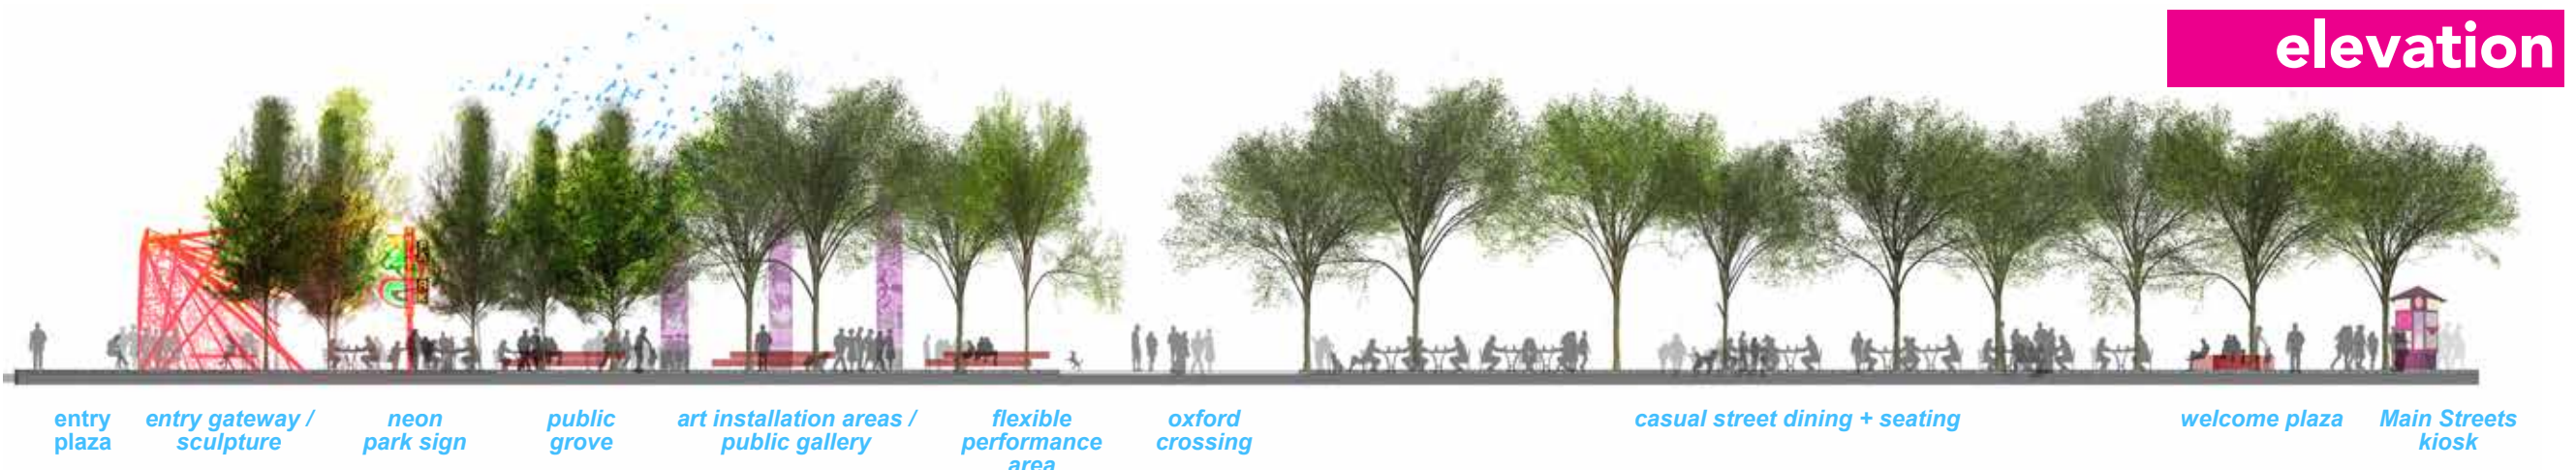 elevation
entry
plaza
entry gateway /
sculpture
neon
park sign
public
grove
art installation areas /
public gallery
flexible
performance
area
oxford
crossing
casual street dining + seating
welcome plaza
Main Streets
kiosk